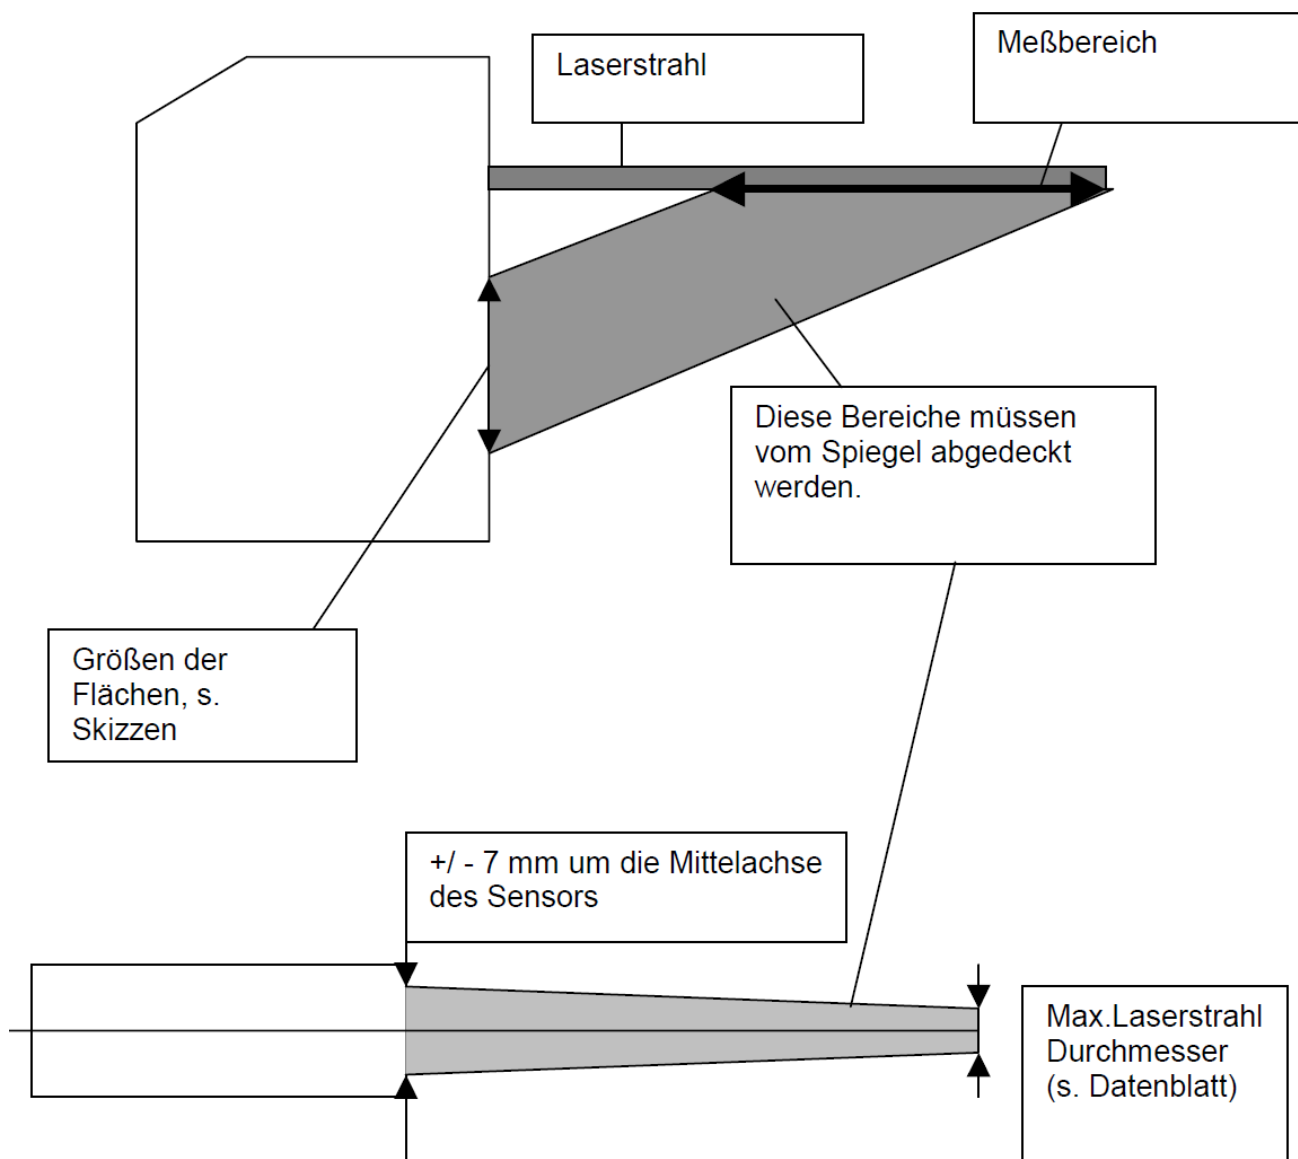 Laserstrahl
Meßbereich
Diese Bereiche müssen
vom Spiegel abgedeckt
werden.
Größen der
Flächen, s.
Skizzen
+/ - 7 mm um die Mittelachse
des Sensors
Max.Laserstrahl
Durchmesser
(s. Datenblatt)